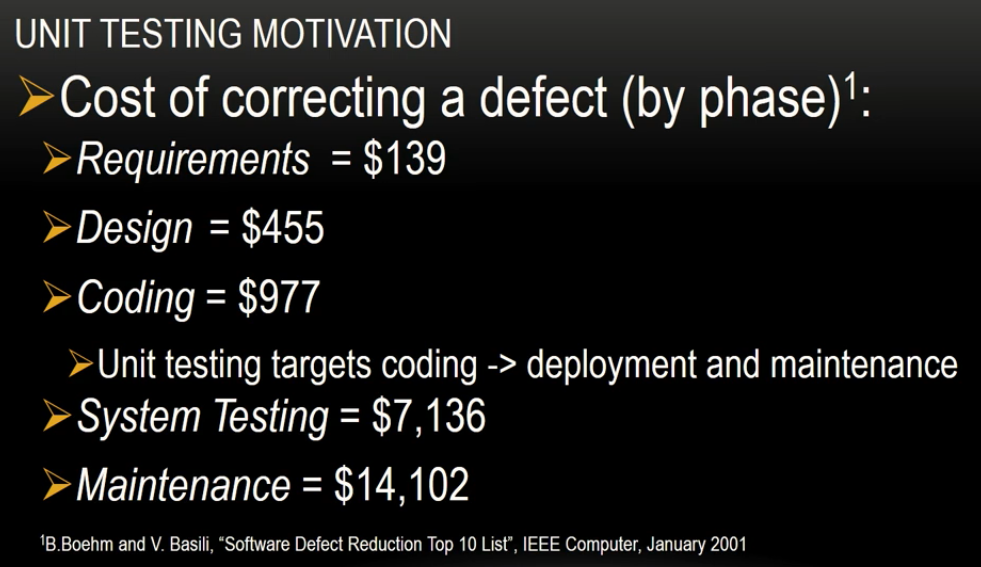 UNIT TESTING MOTIVATION
Cost of correcting a defect (by phase)¹:
Requirements = $139
Design = $455
Coding = $977
Unit testing targets coding -> deployment and maintenance
System Testing = $7,136
Maintenance = $14,102
¹B.Boehm and V. Basili, “Software Defect Reduction Top 10 List”, IEEE Computer, January 2001